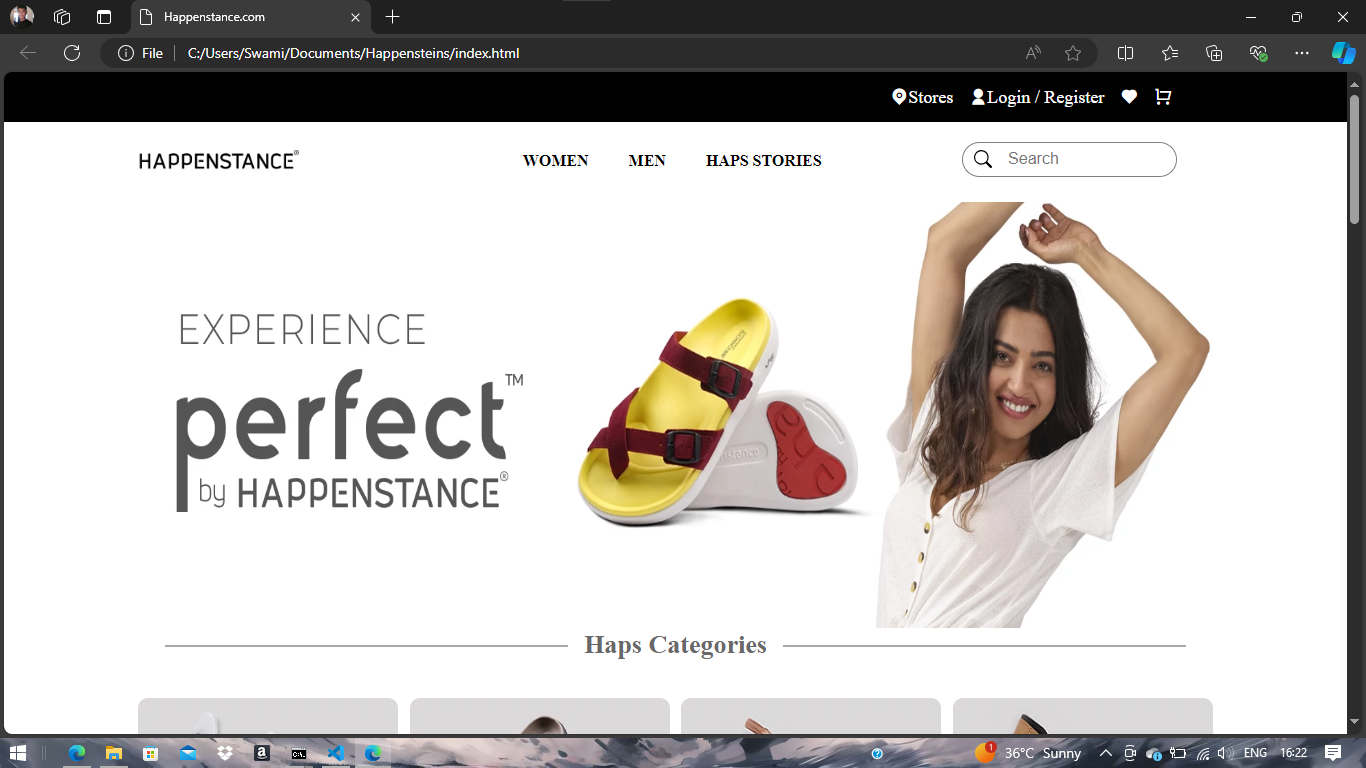 Happenstance.com
File
C:/Users/Swami/Documents/Happensteins/index.html
Stores
Login / Register
HAPPENSTANCE®
WOMEN
MEN
HAPS STORIES
Search
EXPERIENCE
perfect™
by HAPPENSTANCE®
Haps Categories
1
36°C Sunny
ENG
16:22